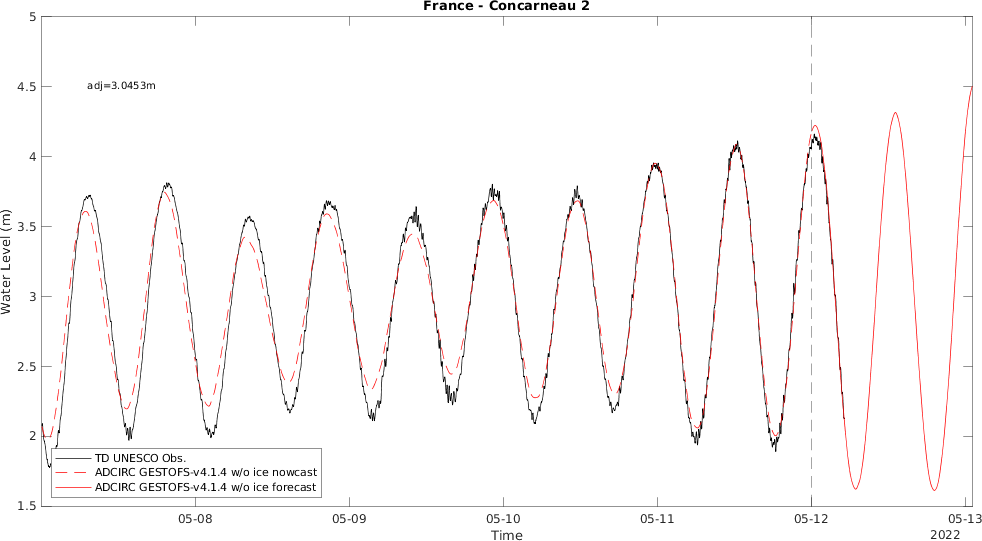 France - Concarneau 2
5
4.5
4
3.5
3
2.5
2
1.5
Water Level (m)
adj=3.0453m
TD UNESCO Obs.
ADCIRC GESTOFS-v4.1.4 w/o ice nowcast
ADCIRC GESTOFS-v4.1.4 w/o ice forecast
05-08
05-09
05-10
05-11
05-12
05-13
Time
2022